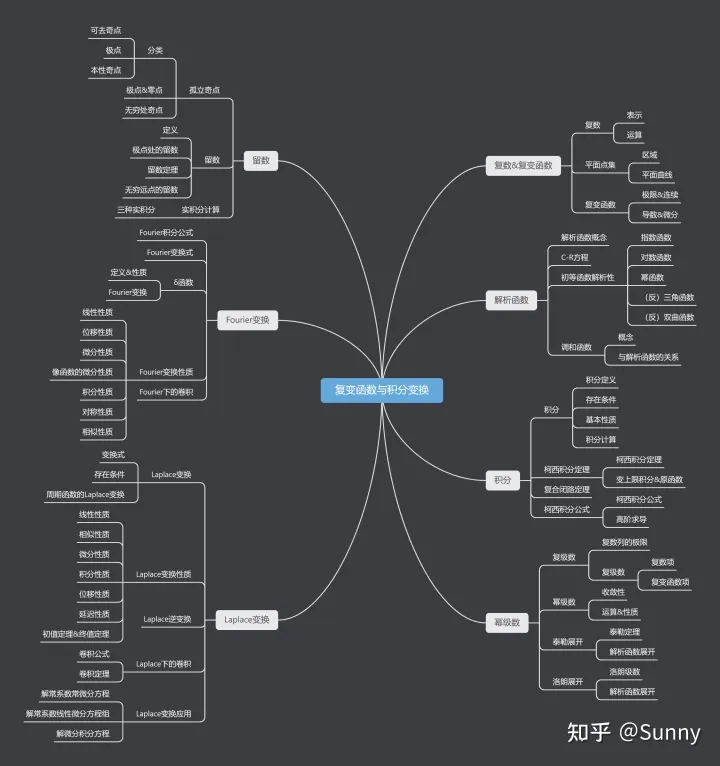 复变函数与积分变换
复数&复变函数
复数
表示
运算
平面点集
区域
平面曲线
复变函数
极限&连续
导数&微分
解析函数
解析函数概念
C-R方程
初等函数解析性
指数函数
对数函数
幂函数
（反）三角函数
（反）双曲函数
调和函数
概念
与解析函数的关系
积分
积分
积分定义
存在条件
基本性质
积分计算
柯西积分定理
柯西积分定理
变上限积分&原函数
复合闭路定理
柯西积分公式
柯西积分公式
高阶求导
幂级数
复级数
复数列的极限
复级数
复数项
复变函数项
幂级数
收敛性
运算&性质
泰勒展开
泰勒定理
解析函数展开
洛朗展开
洛朗级数
解析函数展开
留数
孤立奇点
分类
可去奇点
极点
本性奇点
极点&零点
无穷处奇点
留数
定义
极点处的留数
留数定理
无穷远点的留数
实积分计算
三种实积分
Fourier变换
Fourier积分公式
Fourier变换式
&函数
定义&性质
Fourier变换
Fourier变换性质
线性性质
位移性质
微分性质
像函数的微分性质
积分性质
对称性质
相似性质
Fourier下的卷积
Laplace变换
Laplace变换
变换式
存在条件
周期函数的Laplace变换
Laplace变换性质
线性性质
相似性质
微分性质
积分性质
位移性质
延迟性质
初值定理&终值定理
Laplace逆变换
Laplace下的卷积
卷积公式
卷积定理
Laplace变换应用
解常系数常微分方程
解常系数线性微分方程组
解微分积分方程
知乎 @Sunny